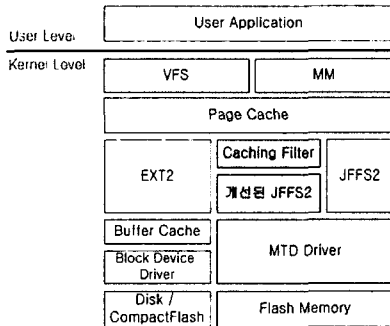 User Application
User Level
Kernel Level
VFS
MM
Page Cache
EXT2
Caching Filter
개선된 JFFS2
JFFS2
Buffer Cache
Block Device
Driver
MTD Driver
Disk /
CompactFlash
Flash Memory